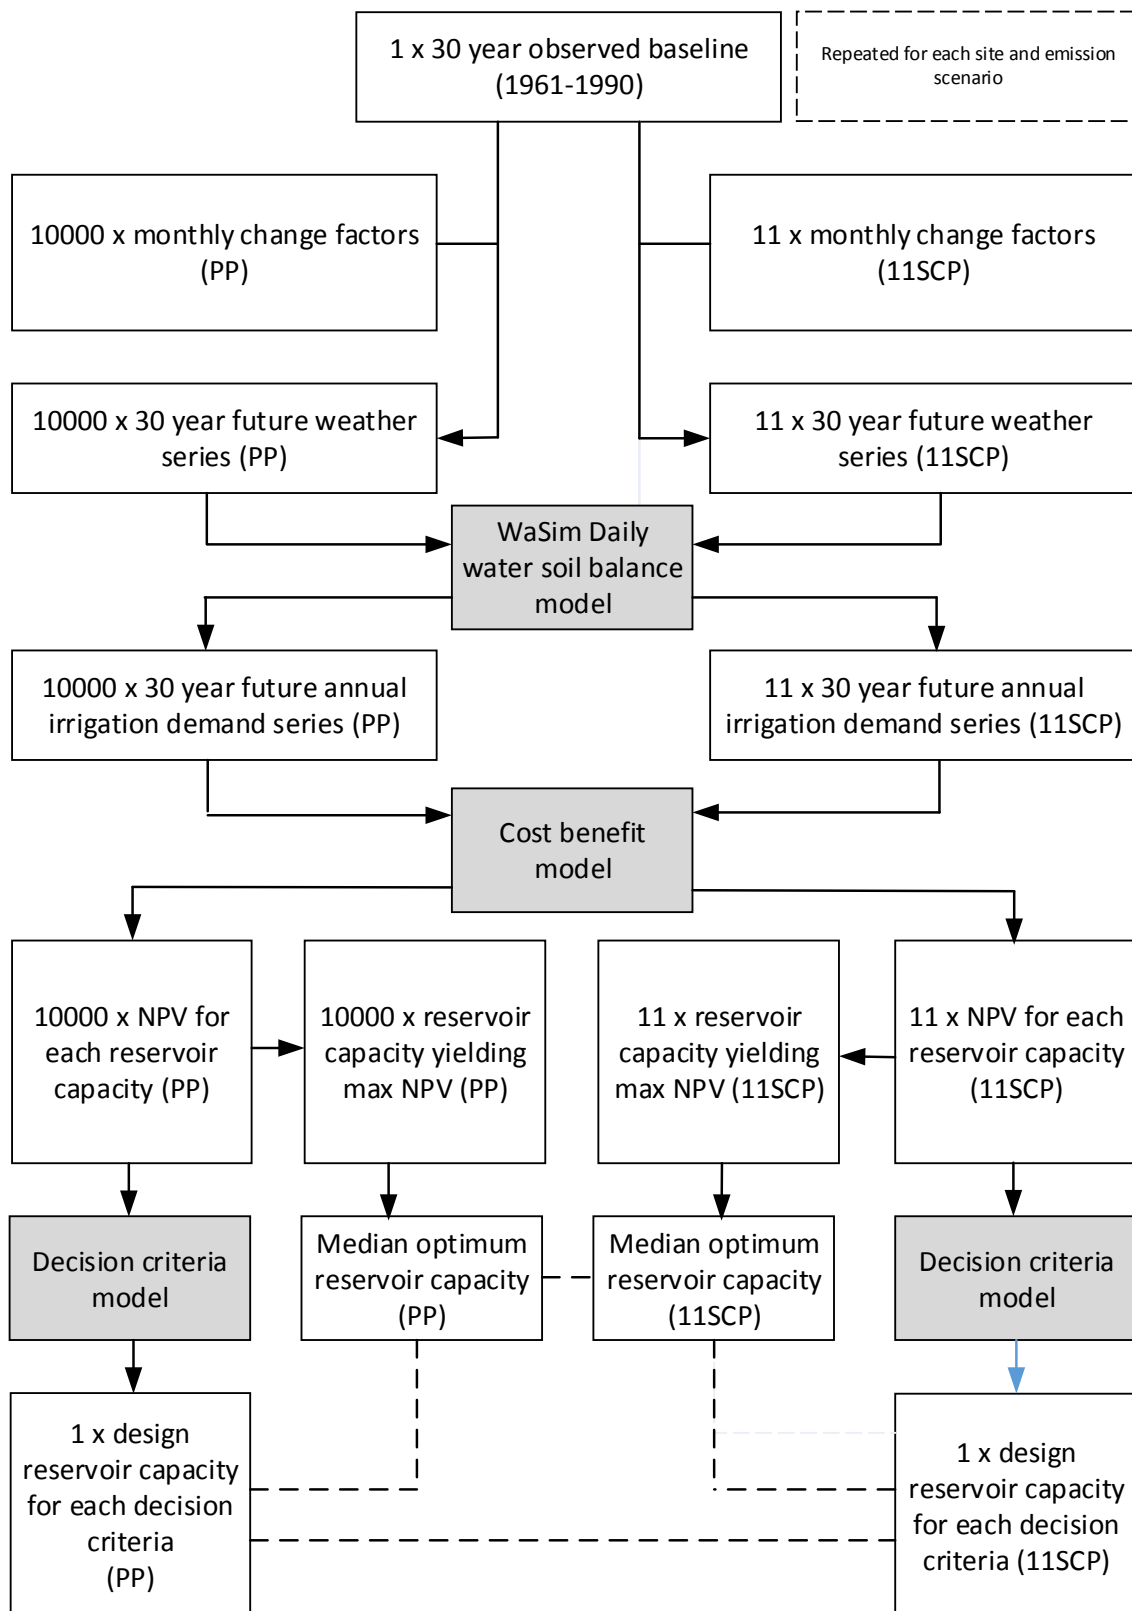 1 x 30 year observed baseline
(1961-1990)
Repeated for each site and emission
scenario
10000 x monthly change factors
(PP)
11 x monthly change factors
(11SCP)
10000 x 30 year future weather
series (PP)
11 x 30 year future weather
series (11SCP)
WaSim Daily
water soil balance
model
10000 x 30 year future annual
irrigation demand series (PP)
11 x 30 year future annual
irrigation demand series (11SCP)
Cost benefit
model
10000 x NPV for
each reservoir
capacity (PP)
10000 x reservoir
capacity yielding
max NPV (PP)
11 x reservoir
capacity yielding
max NPV (11SCP)
11 x NPV for each
reservoir capacity
(11SCP)
Decision criteria
model
Median optimum
reservoir capacity
(PP)
Median optimum
reservoir capacity
(11SCP)
Decision criteria
model
1 x design
reservoir capacity
for each decision
criteria
(PP)
1 x design
reservoir capacity
for each decision
criteria (11SCP)